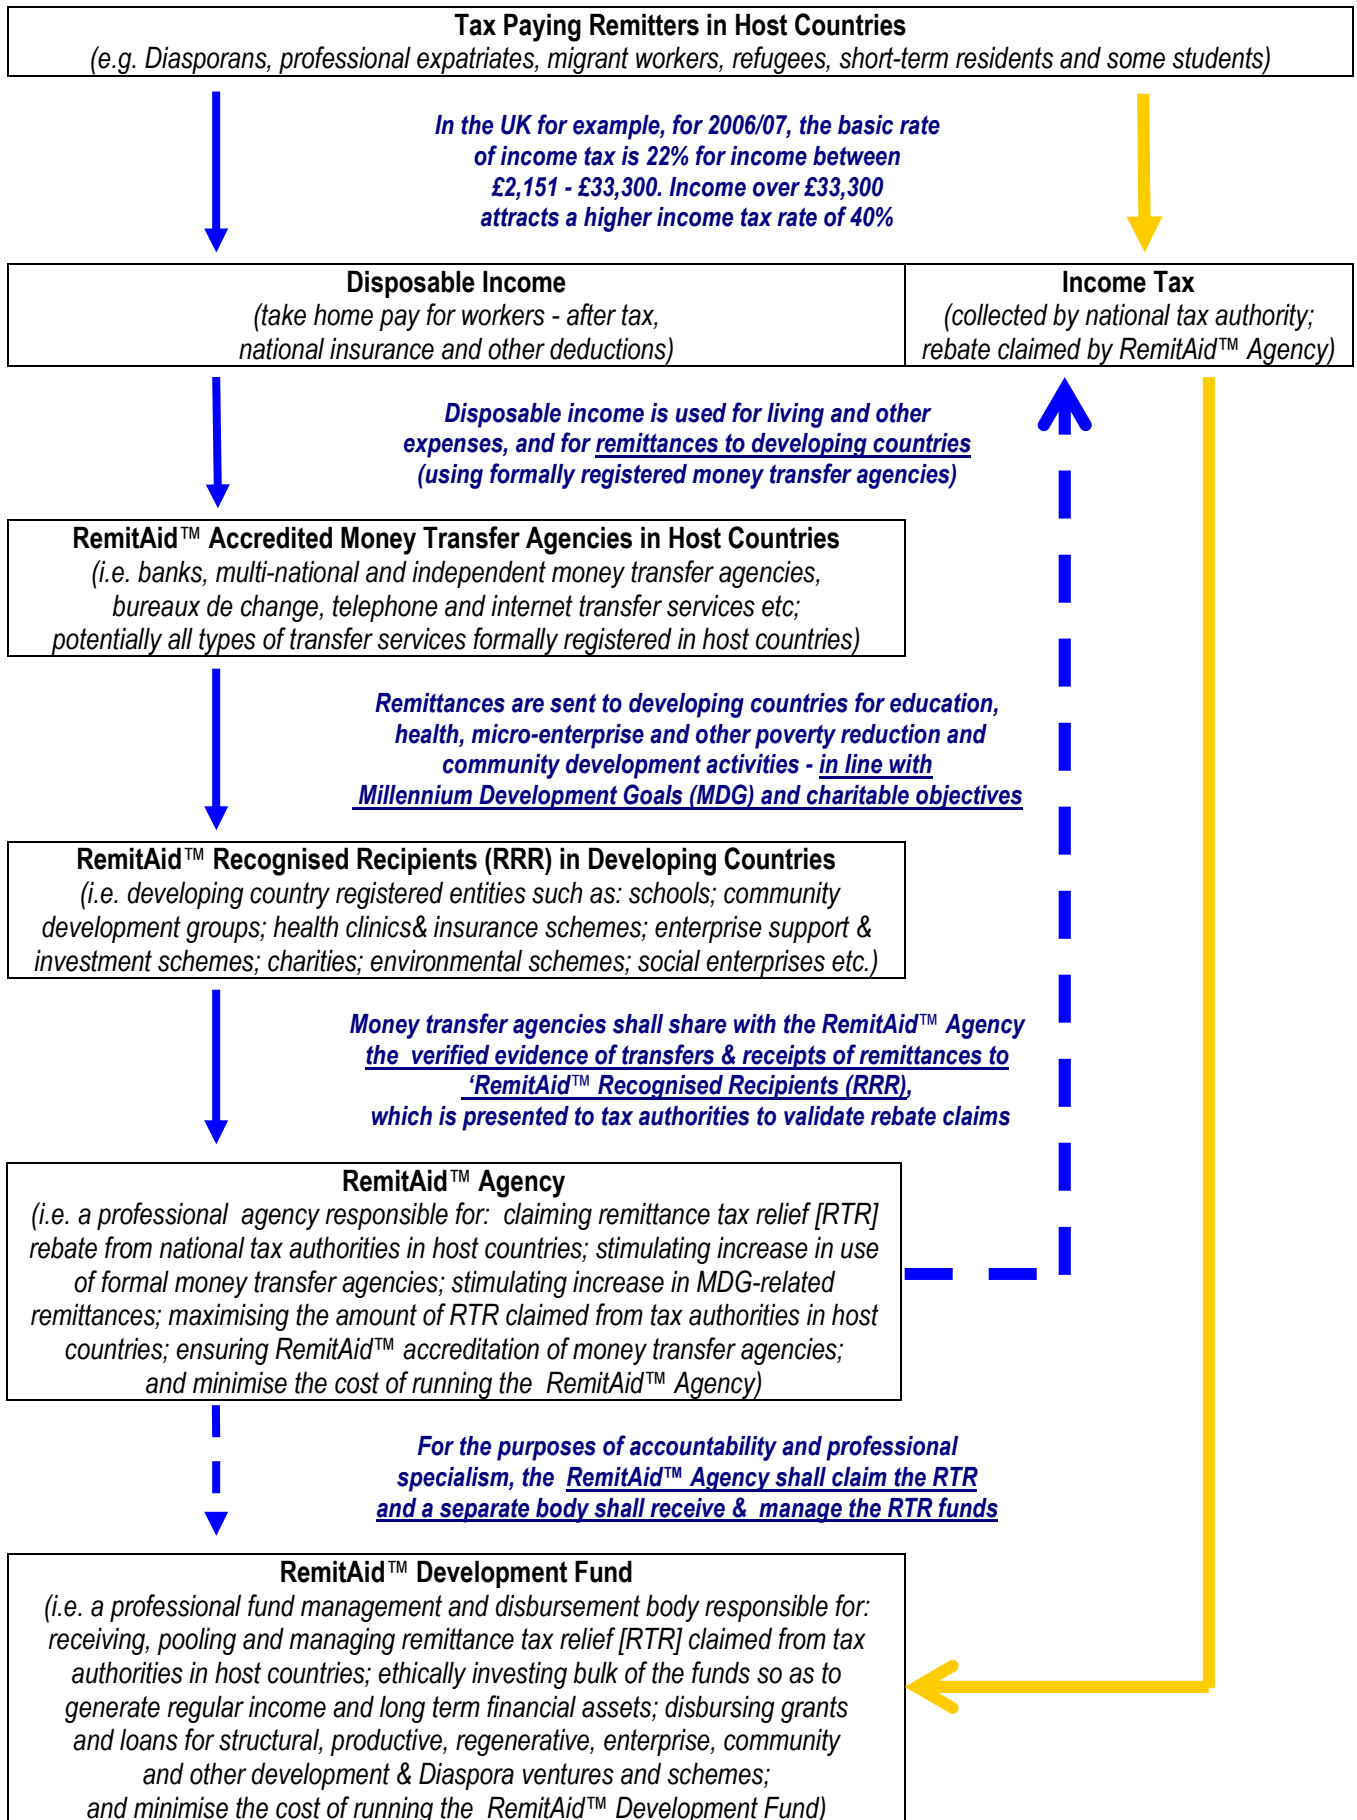 Tax Paying Remitters in Host Countries
(e.g. Diasporans, professional expatriates, migrant workers, refugees, short-term residents and some students)
In the UK for example, for 2006/07, the basic rate
of income tax is 22% for income between
£2,151 - £33,300. Income over £33,300
attracts a higher income tax rate of 40%
Disposable Income
(take home pay for workers - after tax,
national insurance and other deductions)
Income Tax
(collected by national tax authority;
rebate claimed by RemitAid™ Agency)
Disposable income is used for living and other
expenses, and for remittances to developing countries
(using formally registered money transfer agencies)
RemitAid™ Accredited Money Transfer Agencies in Host Countries
(i.e. banks, multi-national and independent money transfer agencies,
bureaux de change, telephone and internet transfer services etc;
potentially all types of transfer services formally registered in host countries)
Remittances are sent to developing countries for education,
health, micro-enterprise and other poverty reduction and
community development activities - in line with
Millennium Development Goals (MDG) and charitable objectives
RemitAid™ Recognised Recipients (RRR) in Developing Countries
(i.e. developing country registered entities such as: schools; community
development groups; health clinics& insurance schemes; enterprise support &
investment schemes; charities; environmental schemes; social enterprises etc.)
Money transfer agencies shall share with the RemitAid™ Agency
the verified evidence of transfers & receipts of remittances to
‘RemitAid™ Recognised Recipients (RRR),
which is presented to tax authorities to validate rebate claims
RemitAid™ Agency
(i.e. a professional agency responsible for: claiming remittance tax relief [RTR]
rebate from national tax authorities in host countries; stimulating increase in use
of formal money transfer agencies; stimulating increase in MDG-related
remittances; maximising the amount of RTR claimed from tax authorities in host
countries; ensuring RemitAid™ accreditation of money transfer agencies;
and minimise the cost of running the RemitAid™ Agency)
For the purposes of accountability and professional
specialism, the RemitAid™ Agency shall claim the RTR
and a separate body shall receive & manage the RTR funds
RemitAid™ Development Fund
(i.e. a professional fund management and disbursement body responsible for:
receiving, pooling and managing remittance tax relief [RTR] claimed from tax
authorities in host countries; ethically investing bulk of the funds so as to
generate regular income and long term financial assets; disbursing grants
and loans for structural, productive, regenerative, enterprise, community
and other development & Diaspora ventures and schemes;
and minimise the cost of running the RemitAid™ Development Fund)